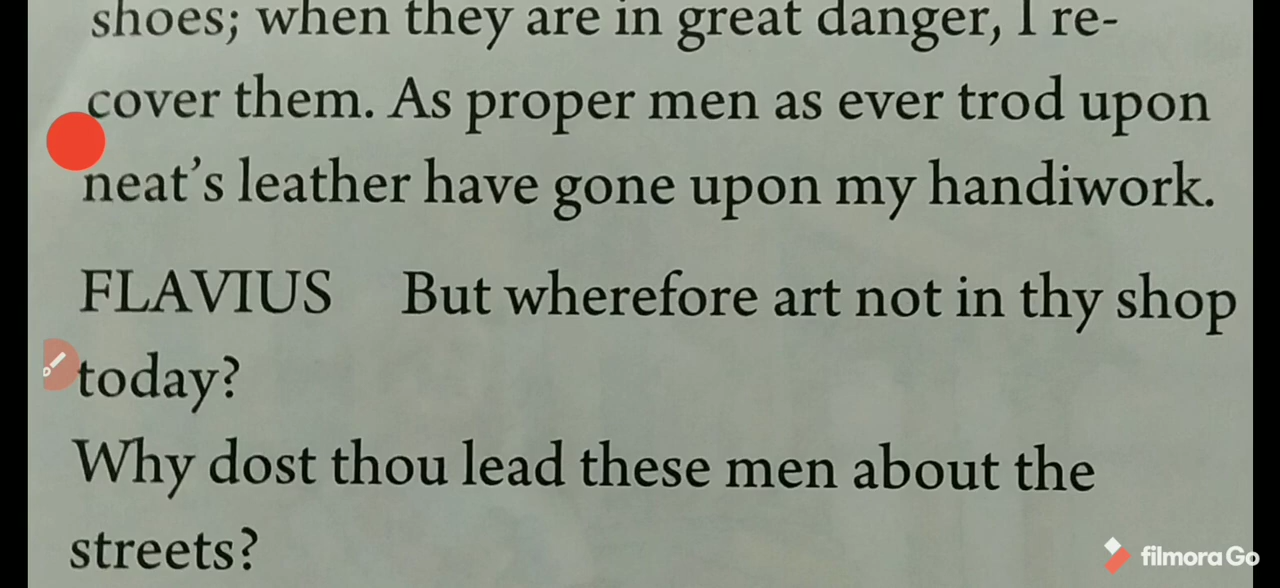 shoes; when they are in great danger, I re-
cover them. As proper men as ever trod upon
neat's leather have gone upon my handiwork.
FLAVIUS But wherefore art not in thy shop
today?
Why dost thou lead these men about the
streets?
filmoraGo